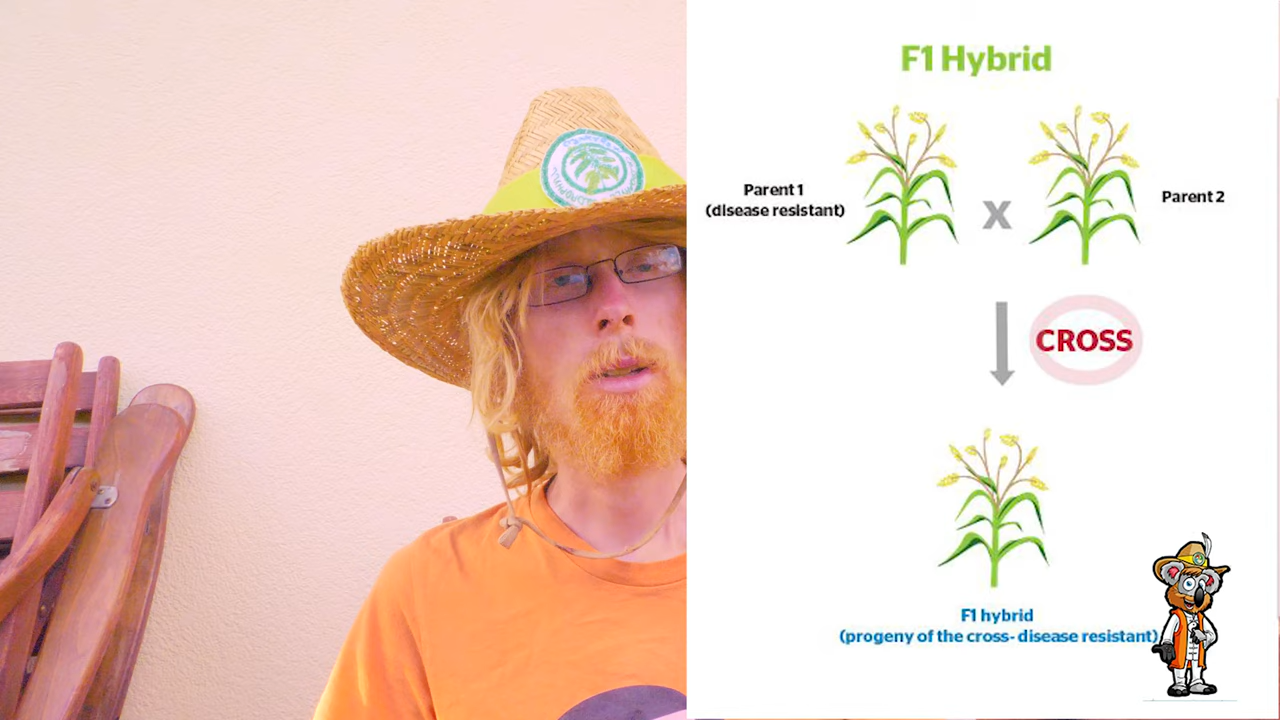 F1 Hybrid
Parent 1
(disease resistant)
X
Parent 2
CROSS
F1 hybrid
(progeny of the cross- disease resistant)